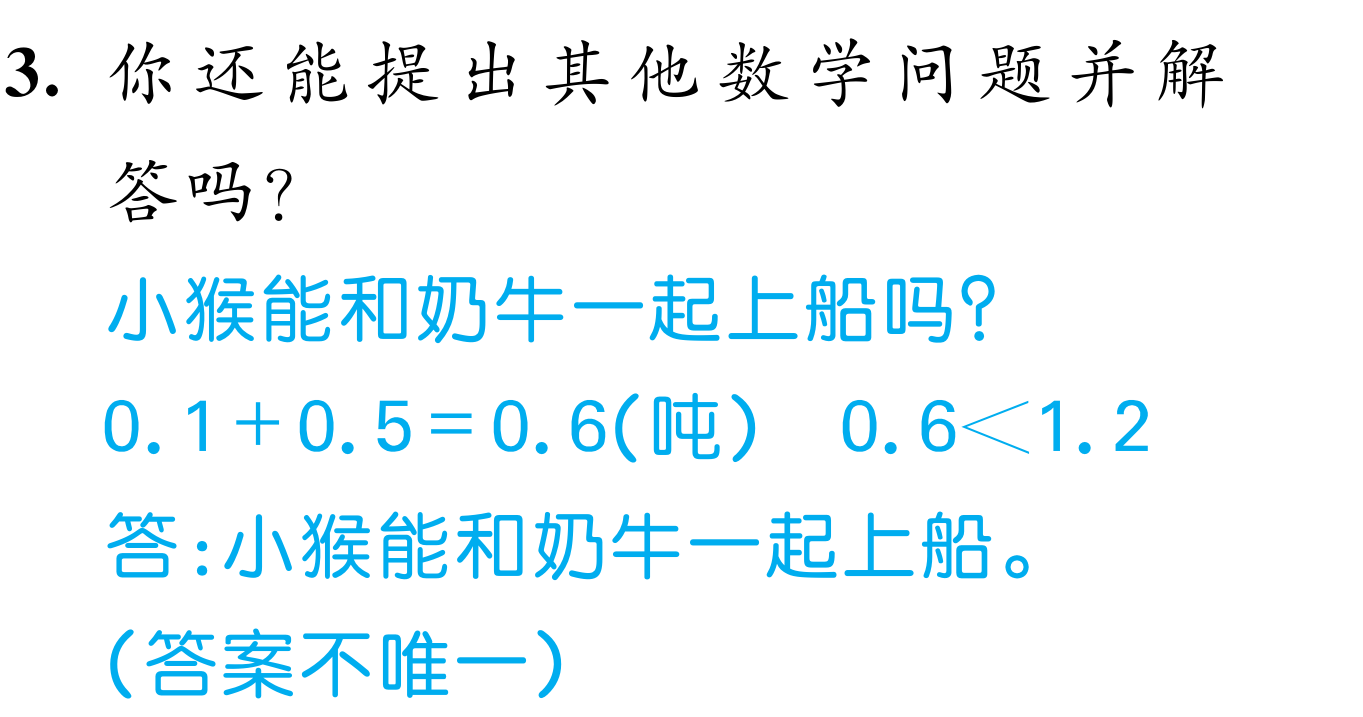 3. 你还能提出其他数学问题并解
答吗?
小猴能和奶牛一起上船吗?
0.1+0.5=0.6(吨) 0.6<1.2
答:小猴能和奶牛一起上船。
(答案不唯一)